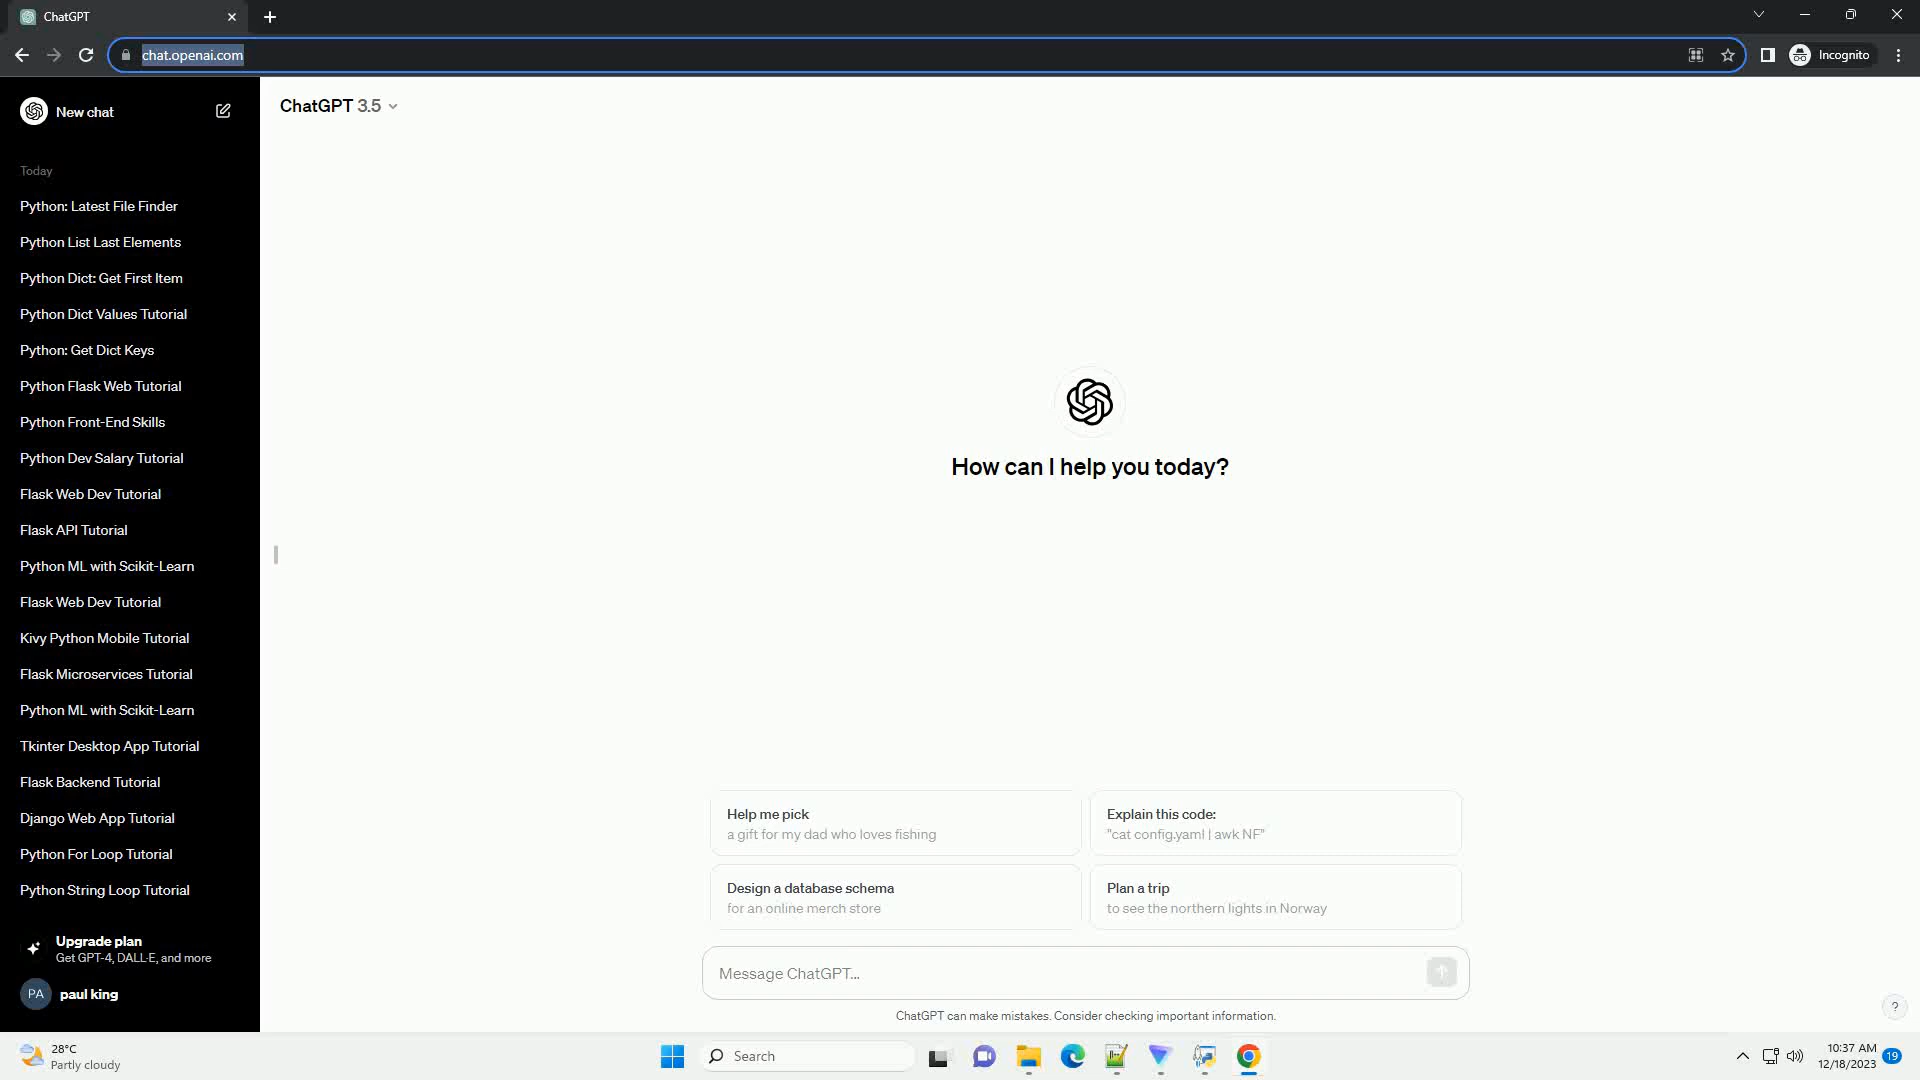 ChatGPT
chat.openai.com
Incognito
New chat
Today
Python: Latest File Finder
Python List Last Elements
Python Dict: Get First Item
Python Dict Values Tutorial
Python: Get Dict Keys
Python Flask Web Tutorial
Python Front-End Skills
Python Dev Salary Tutorial
Flask Web Dev Tutorial
Flask API Tutorial
Python ML with Scikit-Learn
Flask Web Dev Tutorial
Kivy Python Mobile Tutorial
Flask Microservices Tutorial
Python ML with Scikit-Learn
Tkinter Desktop App Tutorial
Flask Backend Tutorial
Django Web App Tutorial
Python For Loop Tutorial
Python String Loop Tutorial
Upgrade plan
Get GPT-4, DALL·E, and more
PA paul king
ChatGPT 3.5
How can I help you today?
Help me pick
a gift for my dad who loves fishing
Explain this code:
"cat config.yaml | awk NF"
Design a database schema
for an online merch store
Plan a trip
to see the northern lights in Norway
Message ChatGPT...
ChatGPT can make mistakes. Consider checking important information.
?
28°C
Partly cloudy
Search
10:37 AM
12/18/2023
19